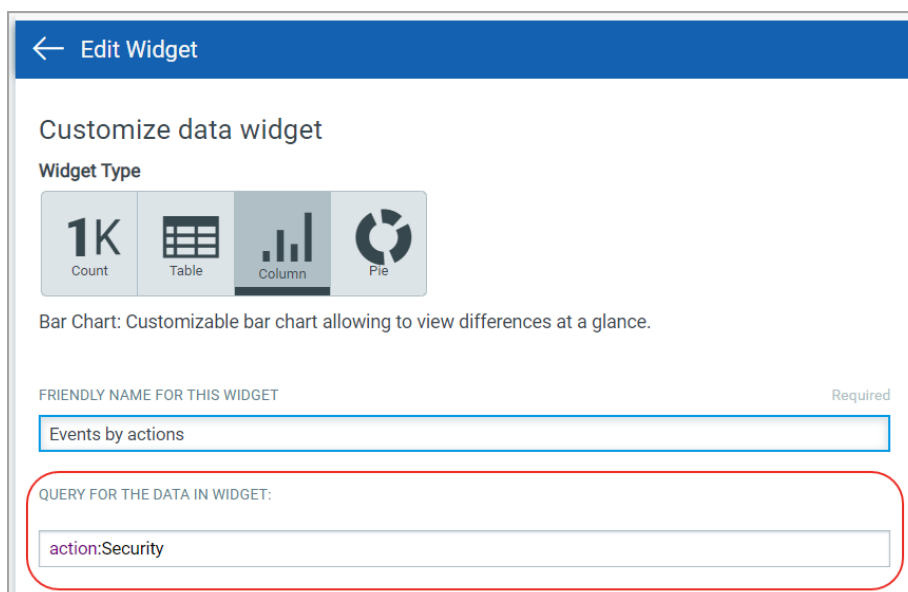 Edit Widget
Customize data widget
Widget Type
1K
Count
Table
Column
Pie
Bar Chart: Customizable bar chart allowing to view differences at a glance.
FRIENDLY NAME FOR THIS WIDGET
Required
Events by actions
QUERY FOR THE DATA IN WIDGET:
action:Security